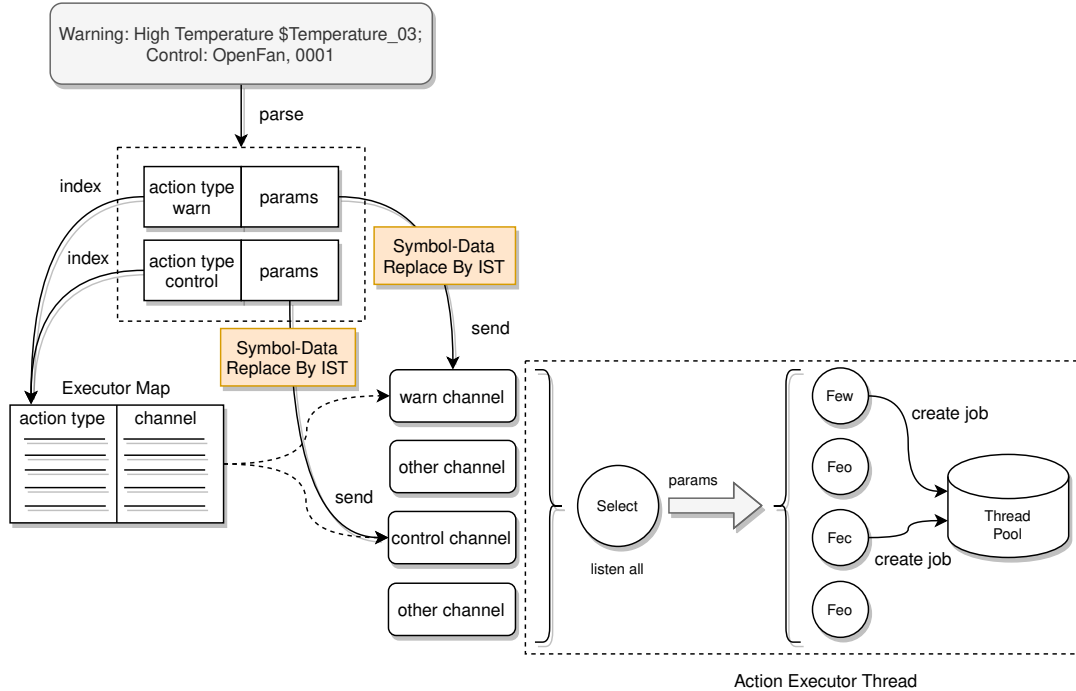 Warning: High Temperature $Temperature_03;
Control: OpenFan, 0001
parse
index
action type
warn
params
index
action type
control
params
Symbol-Data
Replace By IST
send
Symbol-Data
Replace By IST
Executor Map
action type
channel
send
warn channel
other channel
control channel
other channel
Select
listen all
params
Few
Feo
Fec
Feo
create job
create job
Thread
Pool
Action Executor Thread